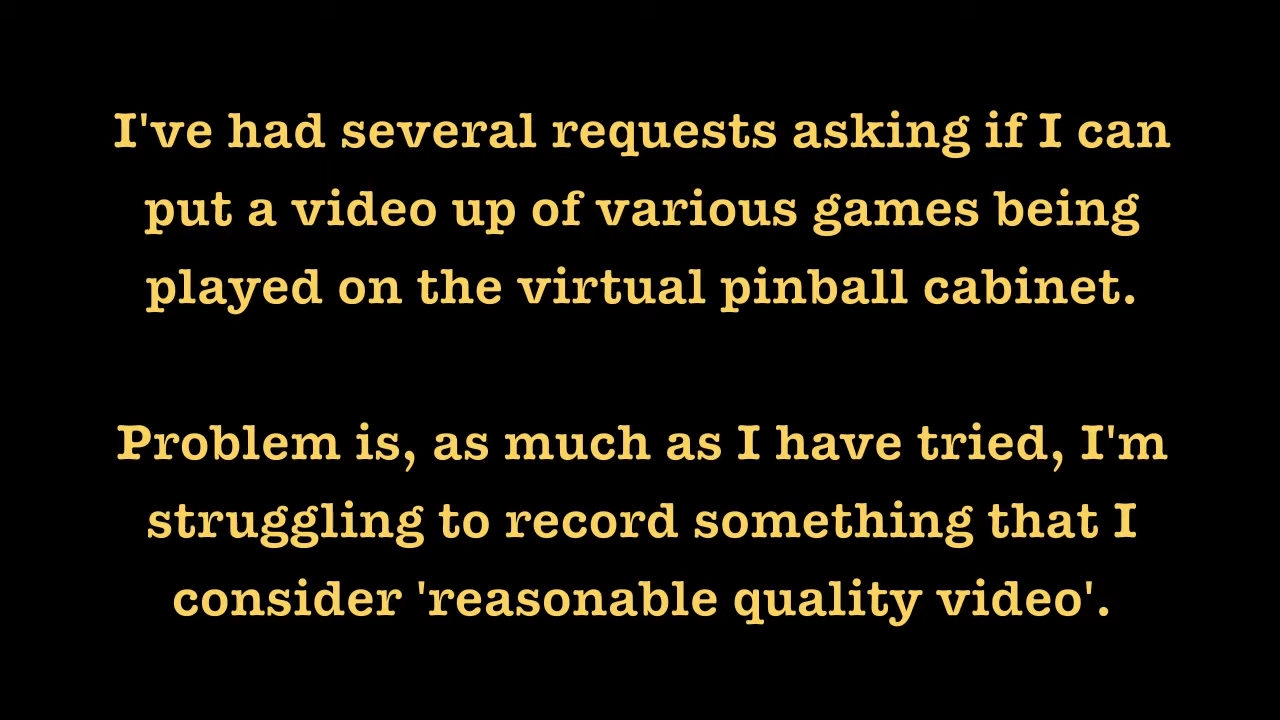 I've had several requests asking if I can
put a video up of various games being
played on the virtual pinball cabinet.
Problem is, as much as I have tried, I'm
struggling to record something that I
consider 'reasonable quality video'.